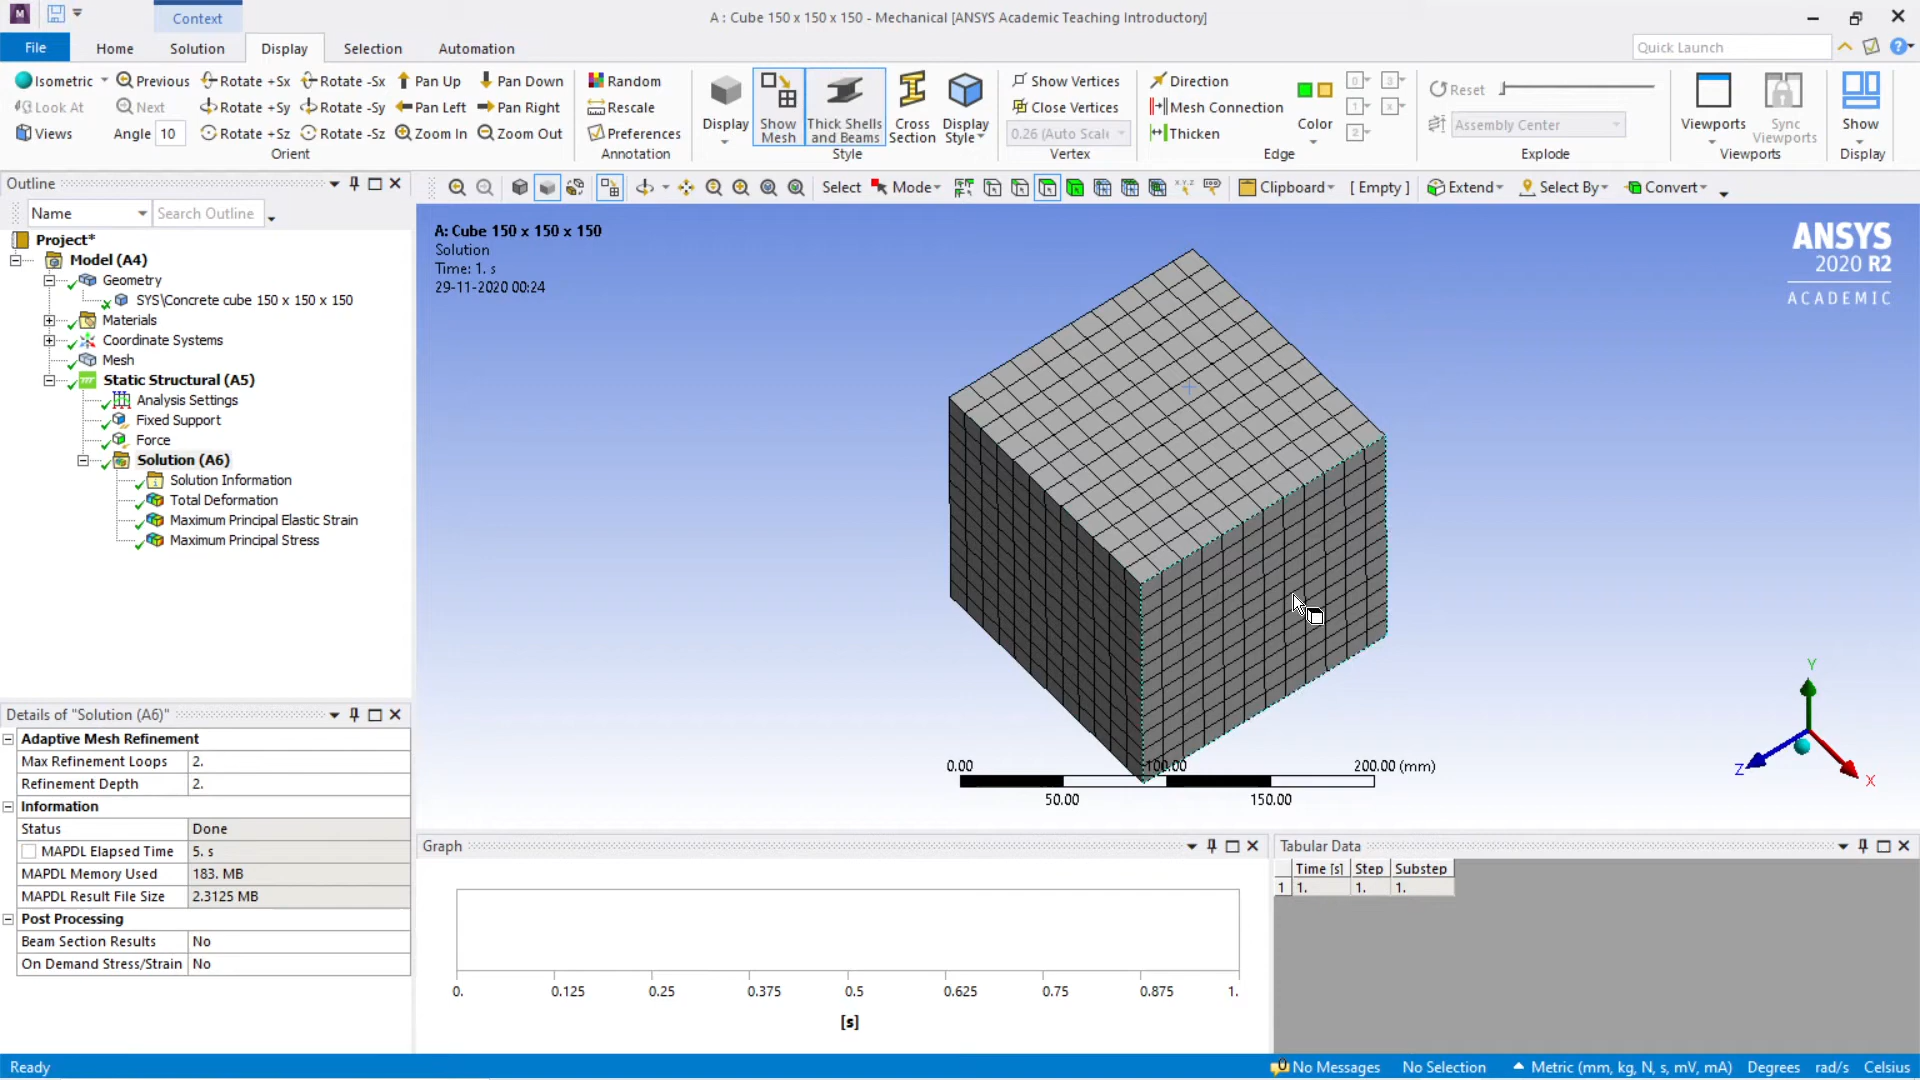 Context
A : Cube 150 x 150 x 150 - Mechanical [ANSYS Academic Teaching Introductory]
File Home Solution Display Selection Automation Quick Launch
Isometric Previous Rotate +Sx Rotate -Sx Pan Up Pan Down Random Show Vertices Direction Reset
Look At Next Rotate +Sy Rotate -Sy Pan Left Pan Right Rescale Close Vertices Mesh Connection
Views Angle 10 Rotate +Sz Rotate -Sz Zoom In Zoom Out Preferences 0.26 (Auto Scale Thicken Assembly Center
Display Show Mesh Thick Shells and Beams Cross Section Display Style Color Viewports Sync Viewports Show
Orient Annotation Style Vertex Edge Explode Viewports Display
Outline
Name Search Outline
Select Mode Clipboard [ Empty ] Extend Select By Convert
Project*
Model (A4)
Geometry
SYS\Concrete cube 150 x 150 x 150
Materials
Coordinate Systems
Mesh
Static Structural (A5)
Analysis Settings
Fixed Support
Force
Solution (A6)
Solution Information
Total Deformation
Maximum Principal Elastic Strain
Maximum Principal Stress
A: Cube 150 x 150 x 150
Solution
Time: 1. s
29-11-2020 00:24
ANSYS
2020 R2
ACADEMIC
Y
Z
X
0.00 100.00 200.00 (mm)
50.00 150.00
Details of "Solution (A6)"
Adaptive Mesh Refinement
Max Refinement Loops 2.
Refinement Depth 2.
Information
Status Done
MAPDL Elapsed Time 5. s
MAPDL Memory Used 183. MB
MAPDL Result File Size 2.3125 MB
Post Processing
Beam Section Results No
On Demand Stress/Strain No
Graph
0. 0.125 0.25 0.375 0.5 0.625 0.75 0.875 1.
[s]
Tabular Data
Time [s] Step Substep
1 1. 1. 1.
Ready 0 No Messages No Selection Metric (mm, kg, N, s, mV, mA) Degrees rad/s Celsius